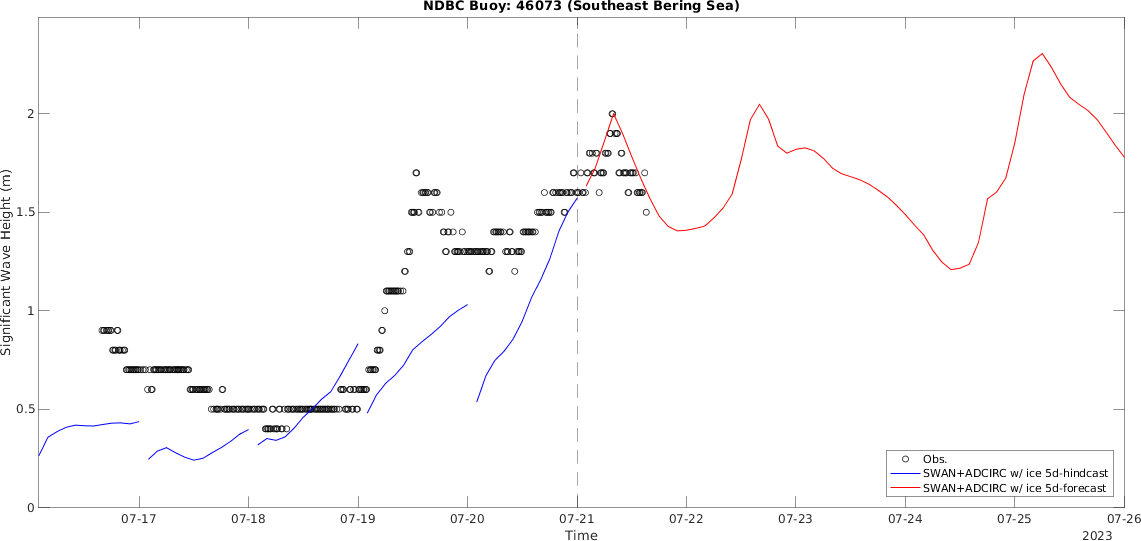 NDBC Buoy: 46073 (Southeast Bering Sea)
Significant Wave Height (m)
2
1.5
1
0.5
0
Obs.
SWAN+ADCIRC w/ ice 5d-hindcast
SWAN+ADCIRC w/ ice 5d-forecast
07-17 07-18 07-19 07-20 07-21 07-22 07-23 07-24 07-25 07-26
Time
2023